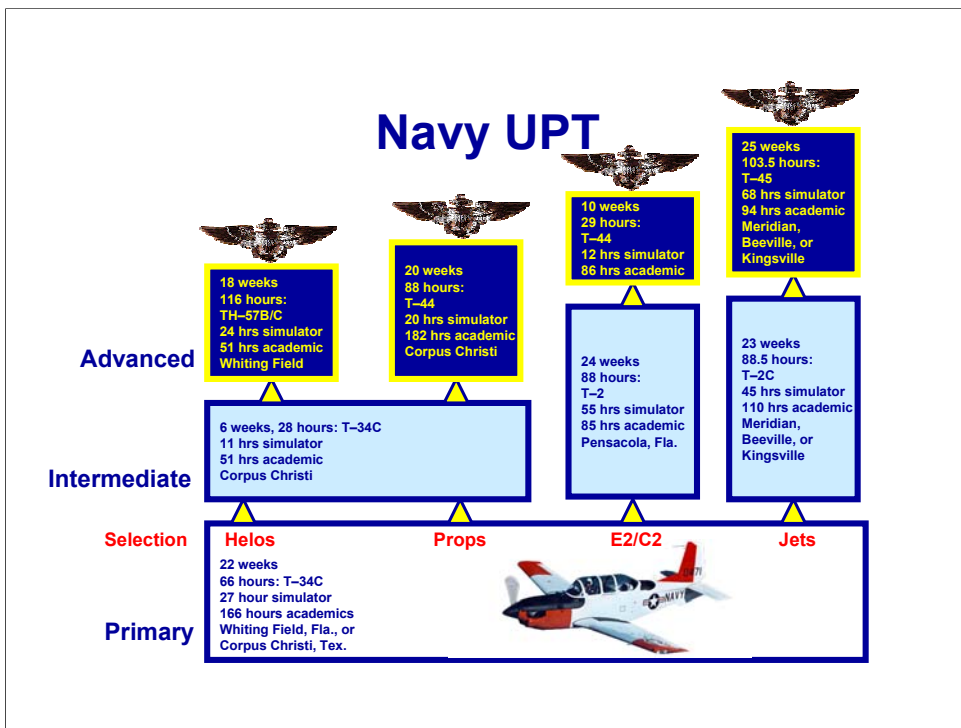 Navy UPT
18 weeks
116 hours:
TH–57B/C
24 hrs simulator
51 hrs academic
Whiting Field
20 weeks
88 hours:
T–44
20 hrs simulator
182 hrs academic
Corpus Christi
10 weeks
29 hours:
T–44
12 hrs simulator
86 hrs academic
25 weeks
103.5 hours:
T–45
68 hrs simulator
94 hrs academic
Meridian,
Beeville, or
Kingsville
Advanced
6 weeks, 28 hours: T–34C
11 hrs simulator
51 hrs academic
Corpus Christi
24 weeks
88 hours:
T–2
55 hrs simulator
85 hrs academic
Pensacola, Fla.
23 weeks
88.5 hours:
T–2C
45 hrs simulator
110 hrs academic
Meridian,
Beeville, or
Kingsville
Intermediate
Selection
Helos
Props
E2/C2
Jets
22 weeks
66 hours: T–34C
27 hour simulator
166 hours academics
Whiting Field, Fla., or
Corpus Christi, Tex.
Primary
NAVY